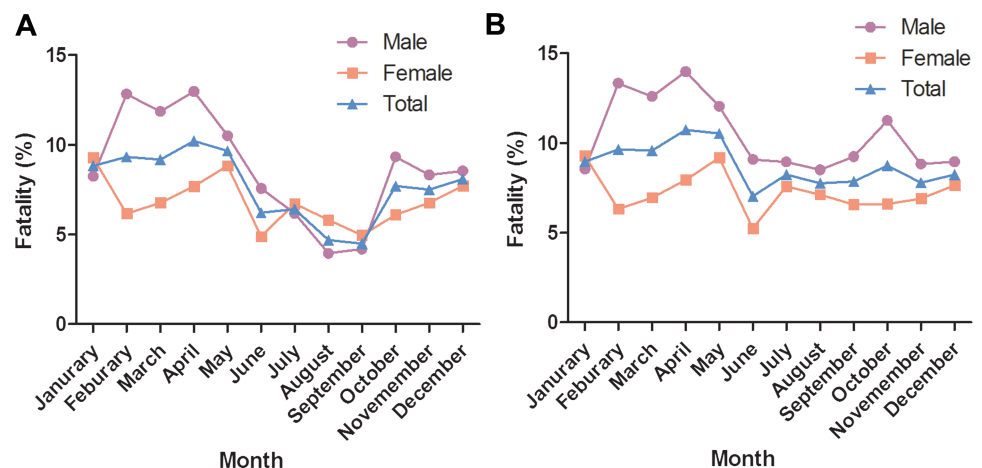 A
Male
Female
Total
15
10
5
0
Fatality (%)
Janurary
Feburary
March
April
May
June
July
August
September
October
Novemember
December
Month
B
Male
Female
Total
15
10
5
0
Fatality (%)
Janurary
Feburary
March
April
May
June
July
August
September
October
Novemember
December
Month